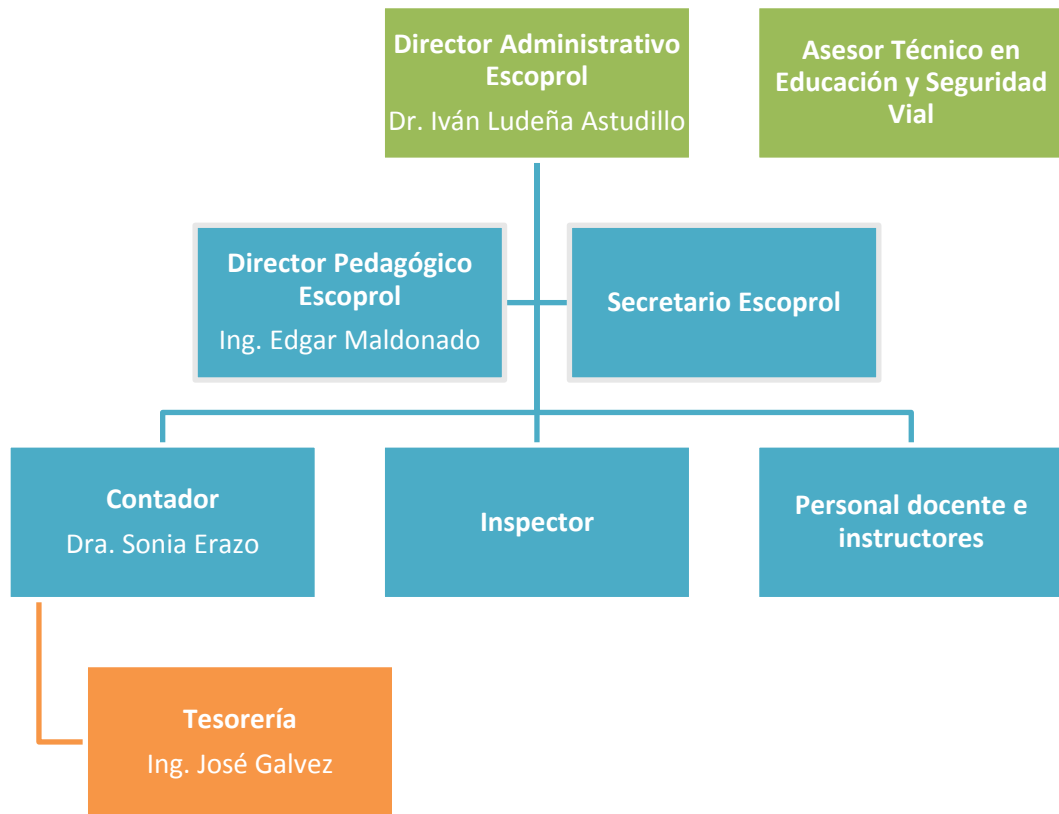 Director Administrativo
Escoprol
Dr. Iván Ludeña Astudillo
Asesor Técnico en
Educación y Seguridad
Vial
Director Pedagógico
Escoprol
Ing. Edgar Maldonado
Secretario Escoprol
Contador
Dra. Sonia Erazo
Inspector
Personal docente e
instructores
Tesorería
Ing. José Galvez